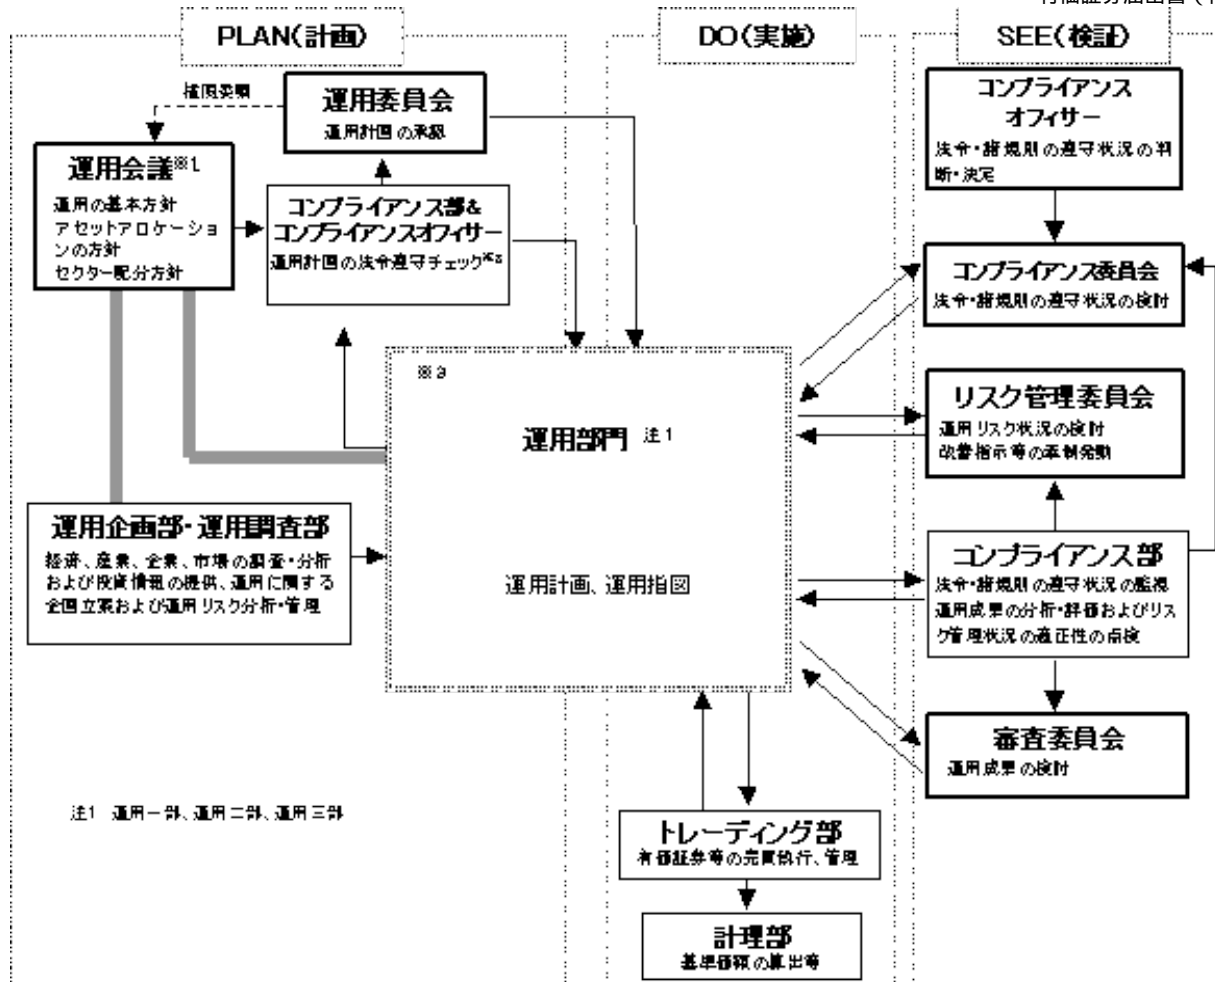 PLAN(計画)
DO(実施)
SEE(検証)
権限委嘱
運用委員会
運用計画の承認
運用会議※1
運用の基本方針
アセットアロケーショ
ンの方針
セクター配分方針
コンプライアンス部&
コンプライアンスオフィサー
運用計画の法令遵守チェック※2
コンプライアンス
オフィサー
法令・諸規則の遵守状況の判
断・決定
コンプライアンス委員会
法令・諸規則の遵守状況の検討
※3
運用部門 注1
運用計画、運用指図
リスク管理委員会
運用リスク状況の検討
改善指示等の牽制発動
運用企画部・運用調査部
経済、産業、企業、市場の調査・分析
および投資情報の提供、運用に関する
企画立案および運用リスク分析・管理
コンプライアンス部
法令・諸規則の遵守状況の監視
運用成果の分析・評価およびリス
ク管理状況の適正性の点検
審査委員会
運用成果の検討
注1 運用一部、運用二部、運用三部
トレーディング部
有価証券等の売買執行、管理
計理部
基準価額の算出等